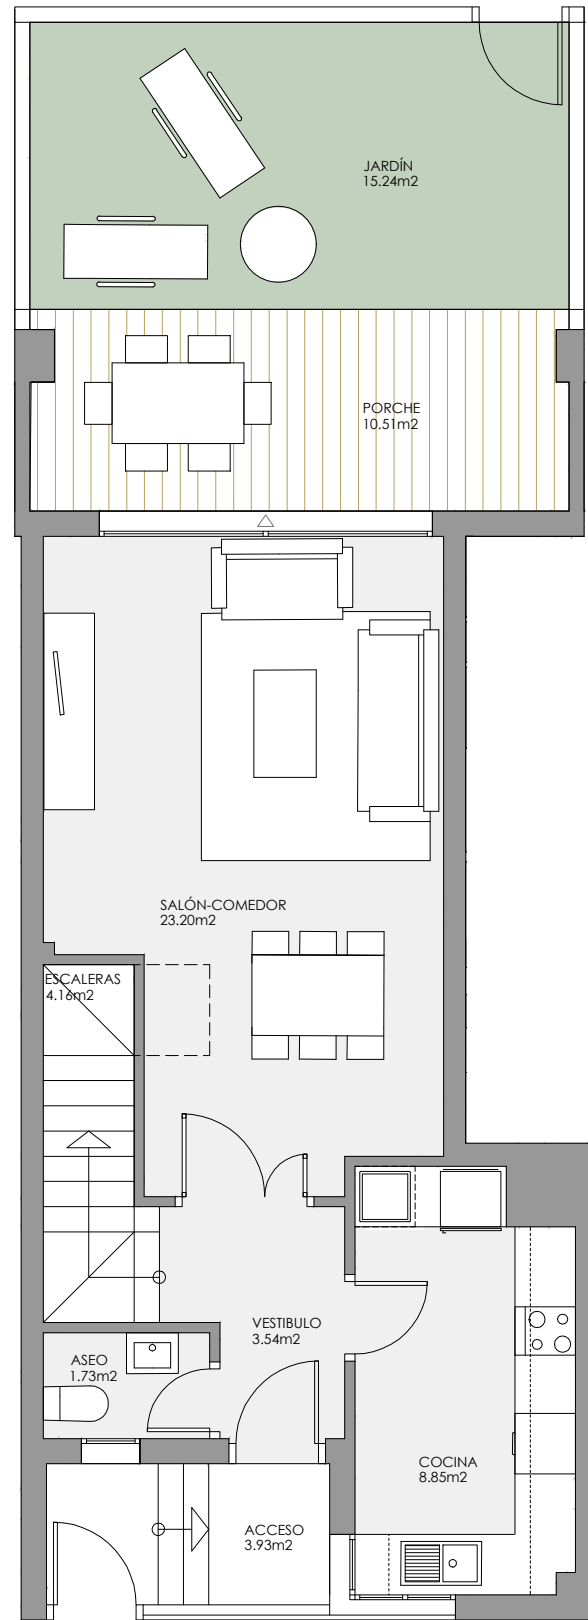 JARDÍN
15.24m2
PORCHE
10.51m2
SALÓN-COMEDOR
23.20m2
ESCALERAS
4.16m2
VESTIBULO
3.54m2
ASEO
1.73m2
COCINA
8.85m2
ACCESO
3.93m2